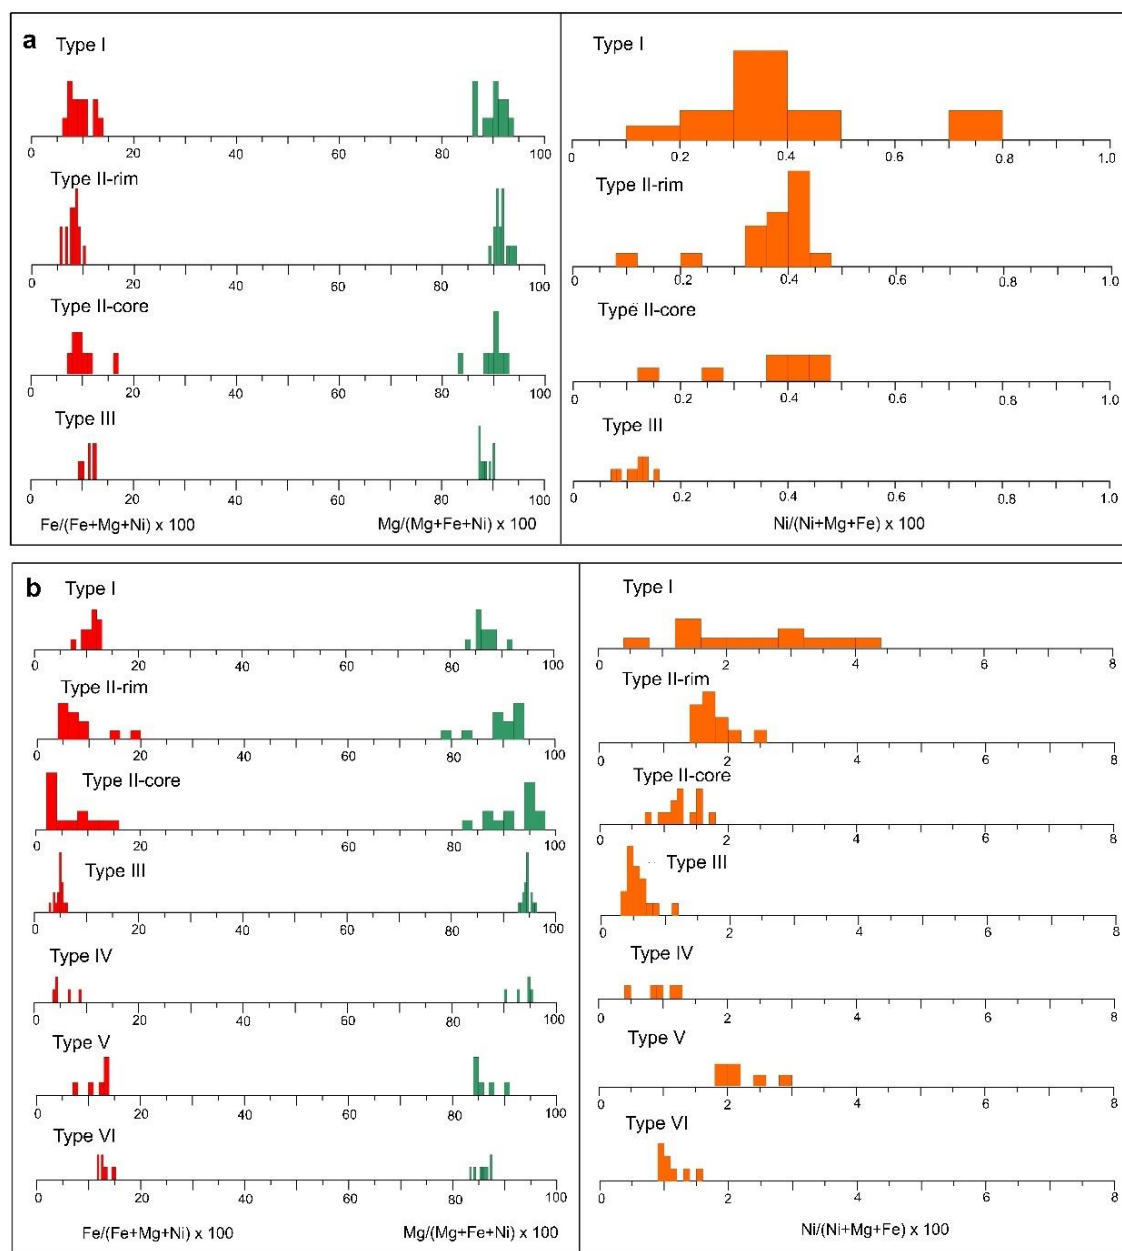 a
Type I
0 20 40 60 80 100
Type II-rim
0 20 40 60 80 100
Type II-core
0 20 40 60 80 100
Type III
0 20 40 60 80 100
Fe/(Fe+Mg+Ni) x 100 Mg/(Mg+Fe+Ni) x 100
Type I
0 0.2 0.4 0.6 0.8 1.0
Type II-rim
0 0.2 0.4 0.6 0.8 1.0
Type II-core
0 0.2 0.4 0.6 0.8 1.0
Type III
0 0.2 0.4 0.6 0.8 1.0
Ni/(Ni+Mg+Fe) x 100
b
Type I
0 20 40 60 80 100
Type II-rim
0 20 40 60 80 100
Type II-core
0 20 40 60 80 100
Type III
0 20 40 60 80 100
Type IV
0 20 40 60 80 100
Type V
0 20 40 60 80 100
Type VI
0 20 40 60 80 100
Fe/(Fe+Mg+Ni) x 100 Mg/(Mg+Fe+Ni) x 100
Type I
0 2 4 6 8
Type II-rim
0 2 4 6 8
Type II-core
0 2 4 6 8
Type III
0 2 4 6 8
Type IV
0 2 4 6 8
Type V
0 2 4 6 8
Type VI
0 2 4 6 8
Ni/(Ni+Mg+Fe) x 100